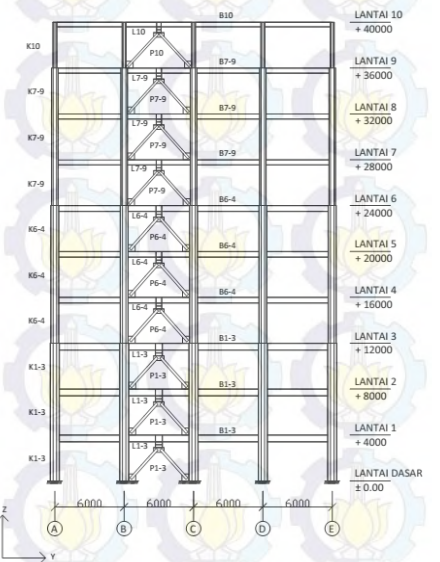 B10
LANTAI 10
+ 40000
L10
K10
P10
B7-9
LANTAI 9
+ 36000
L7-9
K7-9
P7-9
B7-9
LANTAI 8
+ 32000
L7-9
K7-9
P7-9
B7-9
LANTAI 7
+ 28000
L7-9
K7-9
P7-9
B6-4
LANTAI 6
+ 24000
L6-4
K6-4
P6-4
B6-4
LANTAI 5
+ 20000
L6-4
K6-4
P6-4
B6-4
LANTAI 4
+ 16000
L6-4
K6-4
P6-4
B1-3
LANTAI 3
+ 12000
L1-3
K1-3
P1-3
B1-3
LANTAI 2
+ 8000
L1-3
K1-3
P1-3
B1-3
LANTAI 1
+ 4000
L1-3
K1-3
P1-3
LANTAI DASAR
± 0.00
6000 6000 6000 6000
A B C D E
Z
Y